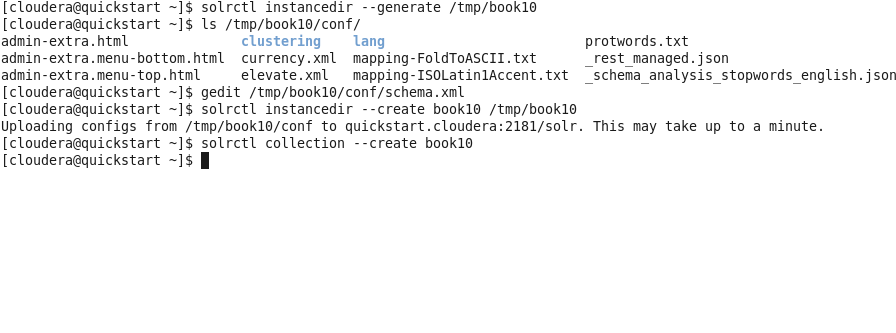 [cloudera@quickstart ~]$ solrctl instancedir --generate /tmp/book10
[cloudera@quickstart ~]$ ls /tmp/book10/conf/
admin-extra.html              clustering    lang                       protwords.txt
admin-extra.menu-bottom.html  currency.xml  mapping-FoldToASCII.txt      _rest_managed.json
admin-extra.menu-top.html     elevate.xml   mapping-ISOLatin1Accent.txt  _schema_analysis_stopwords_english.json
[cloudera@quickstart ~]$ gedit /tmp/book10/conf/schema.xml
[cloudera@quickstart ~]$ solrctl instancedir --create book10 /tmp/book10
Uploading configs from /tmp/book10/conf to quickstart.cloudera:2181/solr. This may take up to a minute.
[cloudera@quickstart ~]$ solrctl collection --create book10
[cloudera@quickstart ~]$